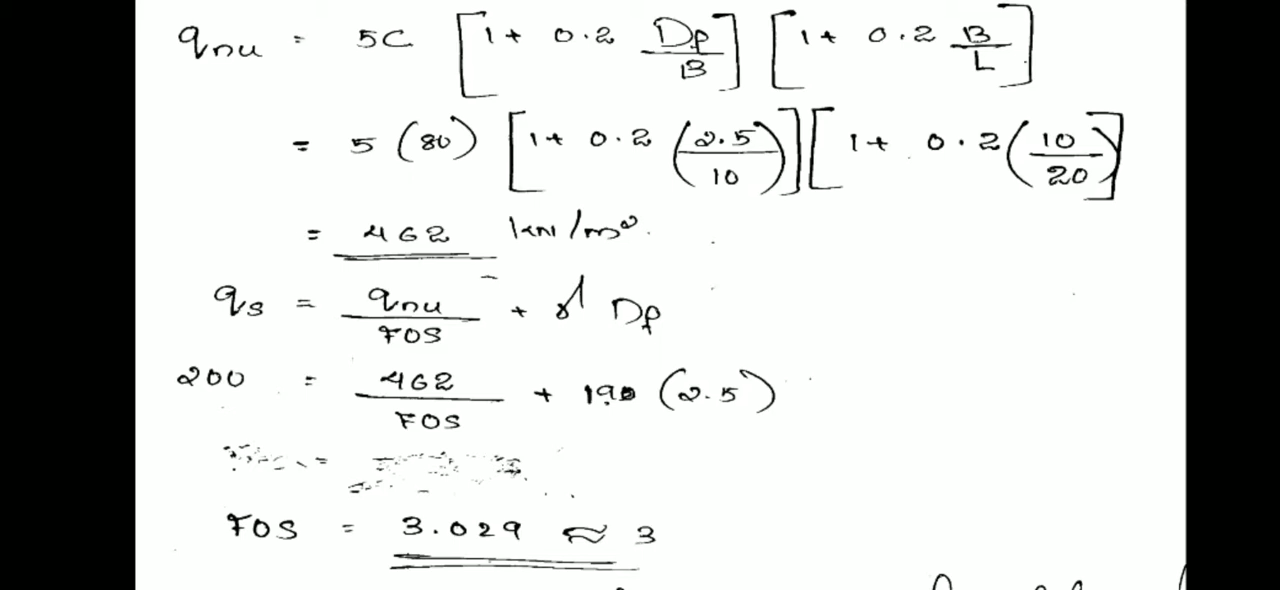 qnu = 5C [1 + 0.2 Df/B] [1 + 0.2 B/L]
= 5 (80) [1 + 0.2 (2.5/10)] [1 + 0.2 (10/20)]
= 462 kN/m²
qs = qnu/FOS + γ Df
200 = 462/FOS + (2.5)
FOS = 3.029 ≈ 3